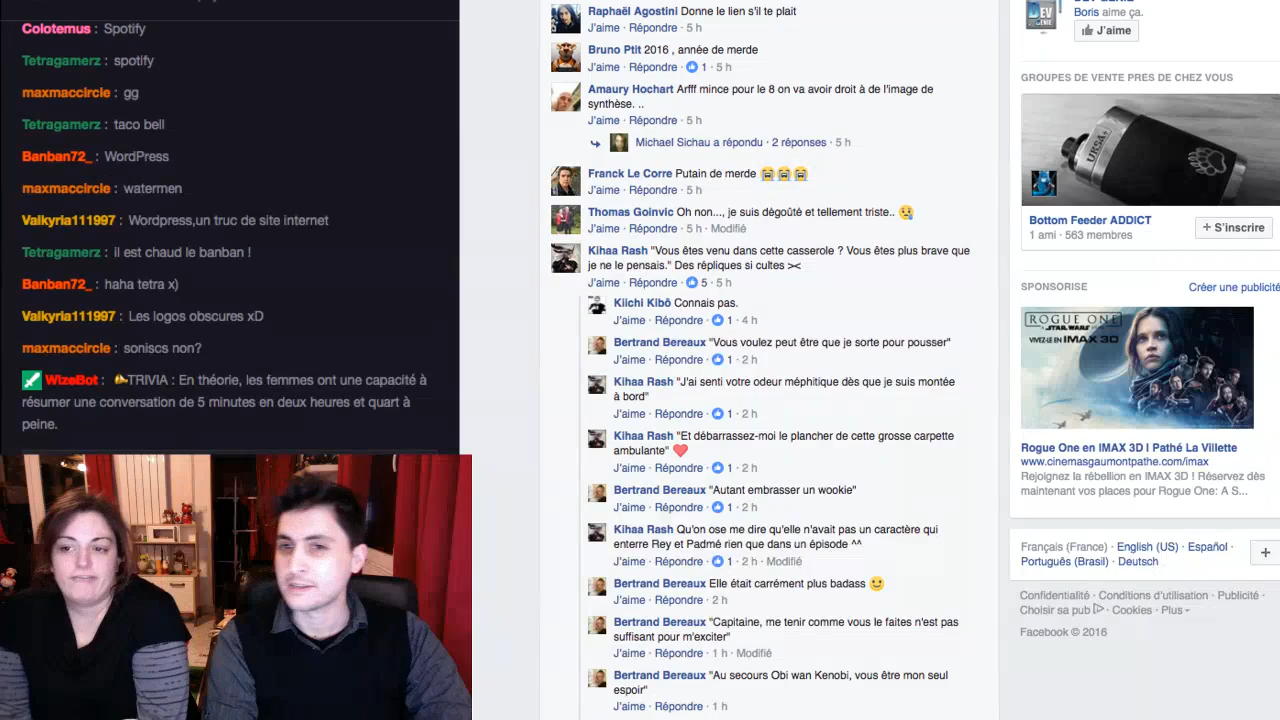 Colotemus : Spotify
Tetragamerz : spotify
maxmaccircle : gg
Tetragamerz : taco bell
Banban72_ : WordPress
maxmaccircle : watermen
Valkyria111997 : Wordpress,un truc de site internet
Tetragamerz : il est chaud le banban !
Banban72_ : haha tetra x)
Valkyria111997 : Les logos obscures xD
maxmaccircle : soniscs non?
WizeBot : TRIVIA : En théorie, les femmes ont une capacité à
résumer une conversation de 5 minutes en deux heures et quart à
peine.
Raphaël Agostini Donne le lien s'il te plait
J'aime · Répondre · 5 h
Bruno Ptit 2016 , année de merde
J'aime · Répondre · 1 · 5 h
Amaury Hochart Arfff mince pour le 8 on va avoir droit à de l'image de
synthèse. ..
J'aime · Répondre · 5 h
Michael Sichau a répondu · 2 réponses · 5 h
Franck Le Corre Putain de merde 😭😭😭
J'aime · Répondre · 5 h
Thomas Goinvic Oh non..., je suis dégoûté et tellement triste.. 😢
J'aime · Répondre · 5 h · Modifié
Kihaa Rash "Vous êtes venu dans cette casserole ? Vous êtes plus brave que
je ne le pensais." Des répliques si cultes ><
J'aime · Répondre · 5 · 5 h
Kiichi Kibô Connais pas.
J'aime · Répondre · 1 · 4 h
Bertrand Bereaux "Vous voulez peut être que je sorte pour pousser"
J'aime · Répondre · 1 · 2 h
Kihaa Rash "J'ai senti votre odeur méphitique dès que je suis montée
à bord"
J'aime · Répondre · 1 · 2 h
Kihaa Rash "Et débarrassez-moi le plancher de cette grosse carpette
ambulante" ❤
J'aime · Répondre · 1 · 2 h
Bertrand Bereaux "Autant embrasser un wookie"
J'aime · Répondre · 1 · 2 h
Kihaa Rash Qu'on ose me dire qu'elle n'avait pas un caractère qui
enterre Rey et Padmé rien que dans un épisode ^^
J'aime · Répondre · 1 · 2 h · Modifié
Bertrand Bereaux Elle était carrément plus badass 😉
J'aime · Répondre · 2 h
Bertrand Bereaux "Capitaine, me tenir comme vous le faites n'est pas
suffisant pour m'exciter"
J'aime · Répondre · 1 h · Modifié
Bertrand Bereaux "Au secours Obi wan Kenobi, vous être mon seul
espoir"
J'aime · Répondre · 1 h
DEV
GENIE
Boris aime ça.
J'aime
GROUPES DE VENTE PRÈS DE CHEZ VOUS
URSA
Bottom Feeder ADDICT
1 ami · 563 membres
+ S'inscrire
SPONSORISÉ
Créer une publicité
ROGUE ONE
A STAR WARS STORY
VIVEZ-LE EN IMAX 3D
Rogue One en IMAX 3D I Pathé La Villette
www.cinemasgaumontpathe.com/imax
Rejoignez la rébellion en IMAX 3D ! Réservez dès
maintenant vos places pour Rogue One: A S...
Français (France) · English (US) · Español ·
Português (Brasil) · Deutsch
+
Confidentialité · Conditions d'utilisation · Publicité ·
Choisir sa pub · Cookies · Plus
Facebook © 2016